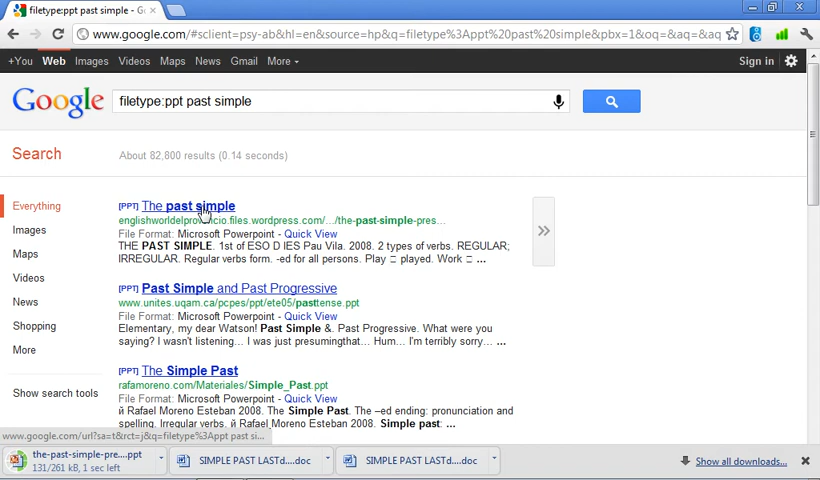 filetype:ppt past simple - G
www.google.com/#sclient=psy-ab&hl=en&source=hp&q=filetype%3Appt%20past%20simple&pbx=1&oq=&aq=&aq
+You Web Images Videos Maps News Gmail More Sign in
Google filetype:ppt past simple
Search About 82,800 results (0.14 seconds)
Everything
Images
Maps
Videos
News
Shopping
More
Show search tools
[PPT] The past simple
englishworldelprovencio.files.wordpress.com/.../the-past-simple-pres...
File Format: Microsoft Powerpoint - Quick View
THE PAST SIMPLE. 1st of ESO D IES Pau Vila. 2008. 2 types of verbs. REGULAR;
IRREGULAR. Regular verbs form. -ed for all persons. Play □ played. Work □ ...
[PPT] Past Simple and Past Progressive
www.unites.uqam.ca/pcpes/ppt/ete05/pasttense.ppt
File Format: Microsoft Powerpoint - Quick View
Elementary, my dear Watson! Past Simple &. Past Progressive. What were you
saying? I wasn't listening... I was just presumingthat... Hum... I'm terribly sorry... ...
[PPT] The Simple Past
rafamoreno.com/Materiales/Simple_Past.ppt
File Format: Microsoft Powerpoint - Quick View
й Rafael Moreno Esteban 2008. The Simple Past. The –ed ending: pronunciation and
spelling. Irregular verbs. й Rafael Moreno Esteban 2008. Simple past: ...
www.google.com/url?sa=t&rct=j&q=filetype%3Appt past si...
the-past-simple-pre....ppt
131/261 kB, 1 sec left
SIMPLE PAST LASTd....doc
SIMPLE PAST LASTd....doc
Show all downloads...